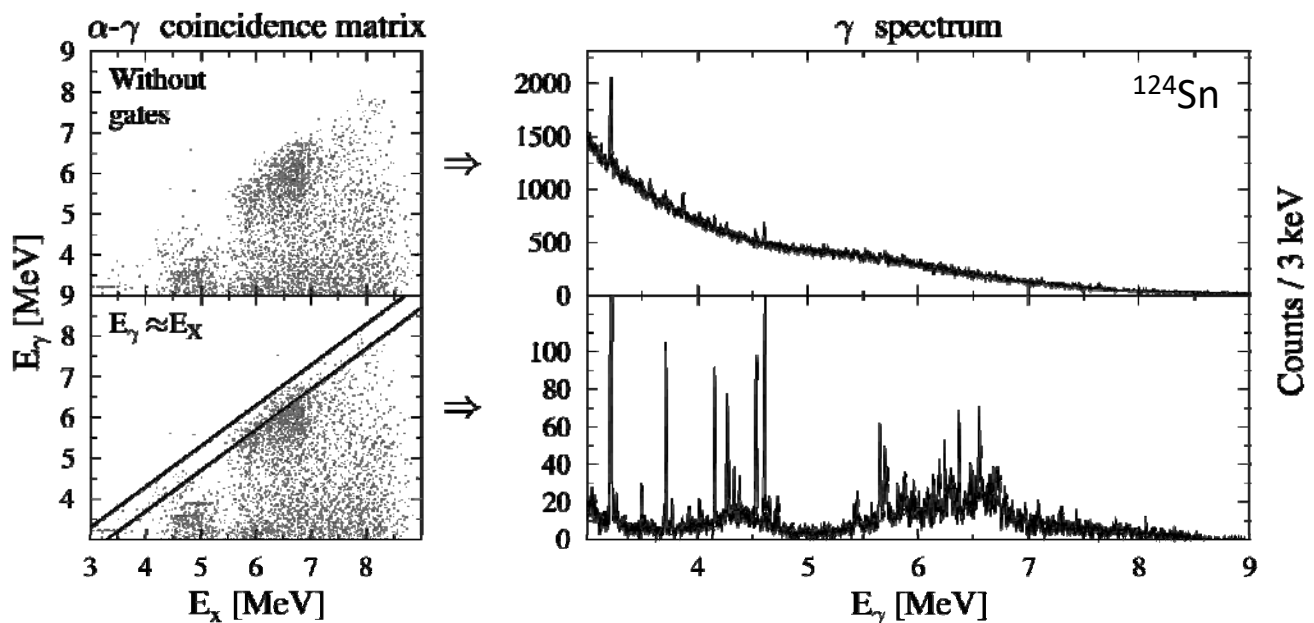 α-γ coincidence matrix
γ spectrum
9
8
7
6
5
4
9
Without
gates
⇒
2000
1500
1000
500
0
¹²⁴Sn
E_γ [MeV]
Counts / 3 keV
8
7
6
5
4
E_γ ≈E_X
⇒
100
80
60
40
20
0
3 4 5 6 7 8
4 5 6 7 8 9
E_x [MeV]
E_γ [MeV]